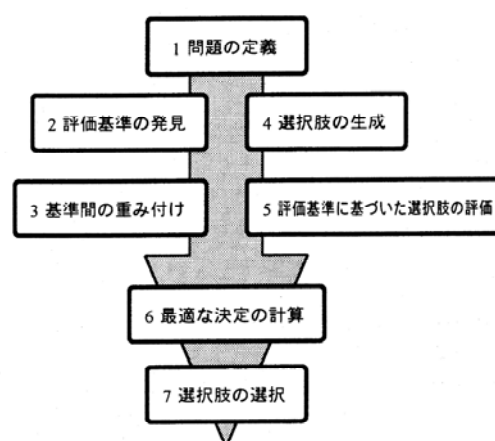 1 問題の定義
2 評価基準の発見
4 選択肢の生成
3 基準間の重み付け
5 評価基準に基づいた選択肢の評価
6 最適な決定の計算
7 選択肢の選択